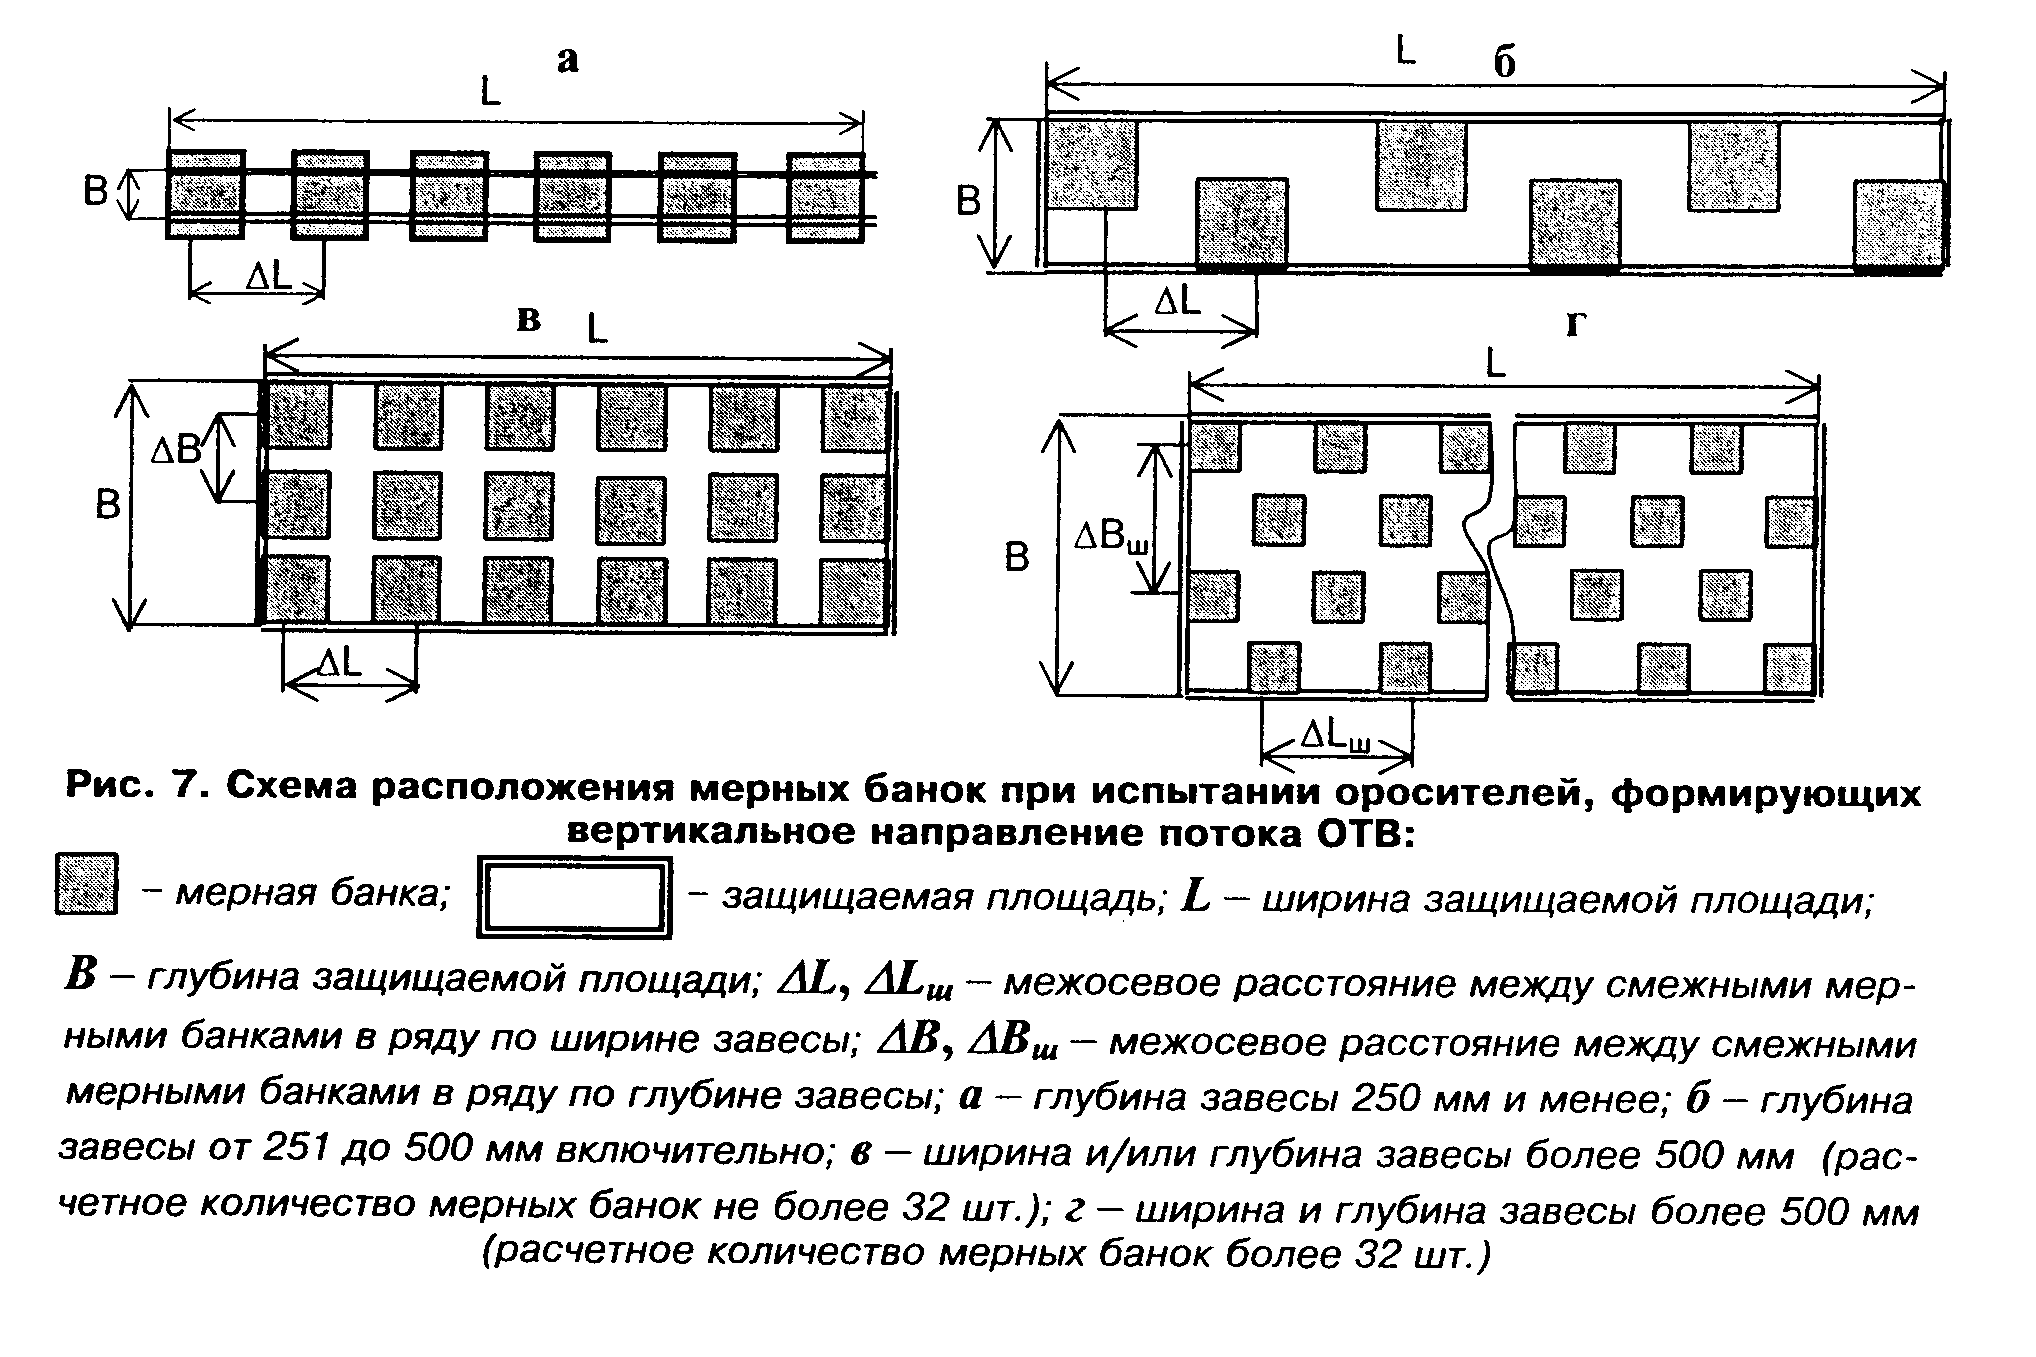 а
L
B
ΔL
б
L
B
ΔL
в
L
ΔB
B
ΔL
г
L
ΔBш
B
ΔLш
Рис. 7. Схема расположения мерных банок при испытании оросителей, формирующих
вертикальное направление потока ОТВ:
– мерная банка; – защищаемая площадь; L – ширина защищаемой площади;
B – глубина защищаемой площади; ΔL, ΔLш – межосевое расстояние между смежными мер-
ными банками в ряду по ширине завесы; ΔB, ΔBш – межосевое расстояние между смежными
мерными банками в ряду по глубине завесы; а – глубина завесы 250 мм и менее; б – глубина
завесы от 251 до 500 мм включительно; в – ширина и/или глубина завесы более 500 мм (рас-
четное количество мерных банок не более 32 шт.); г – ширина и глубина завесы более 500 мм
(расчетное количество мерных банок более 32 шт.)